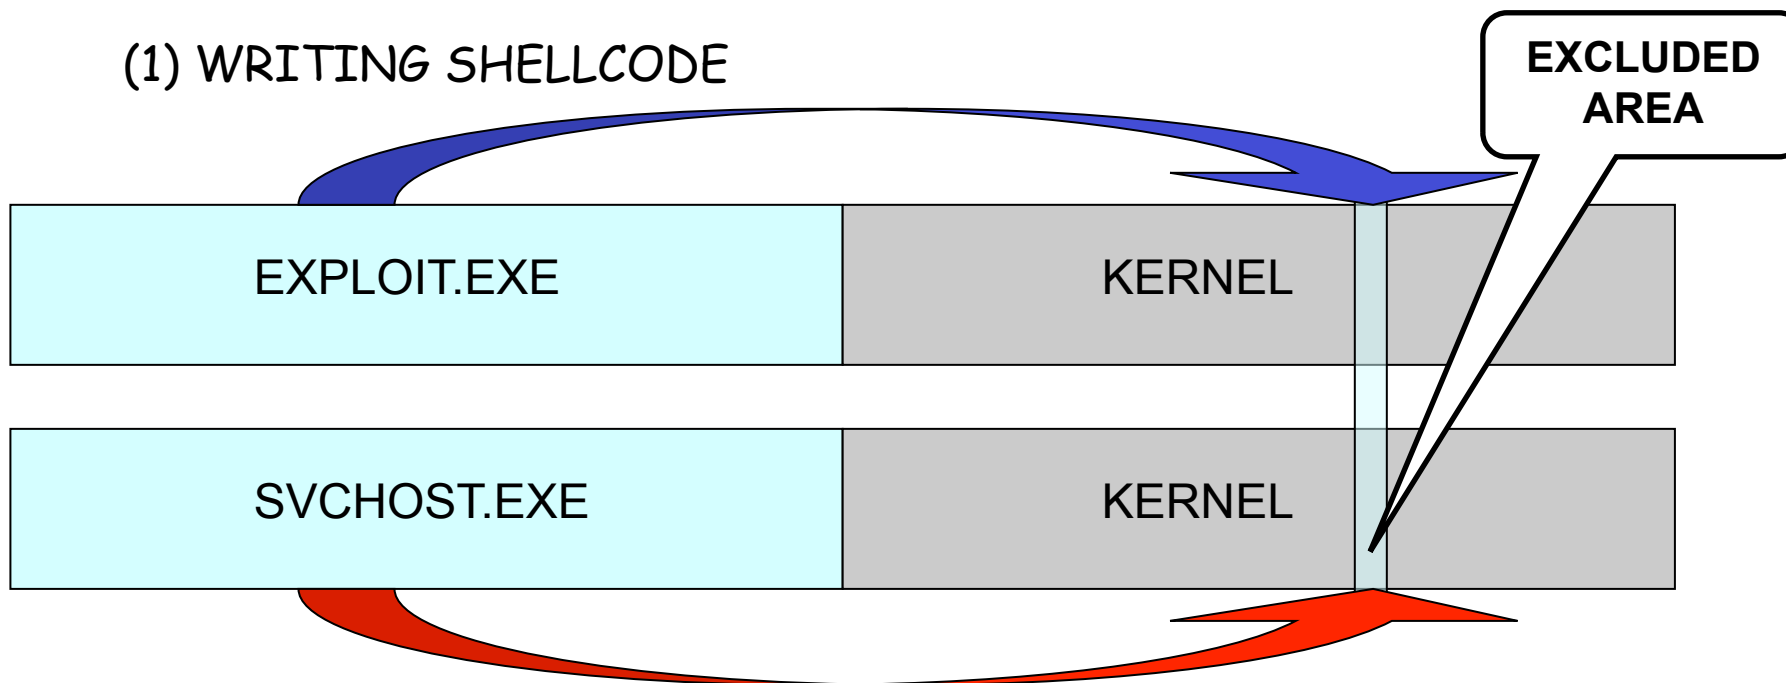 (1) WRITING SHELLCODE
EXCLUDED
AREA
EXPLOIT.EXE
KERNEL
SVCHOST.EXE
KERNEL